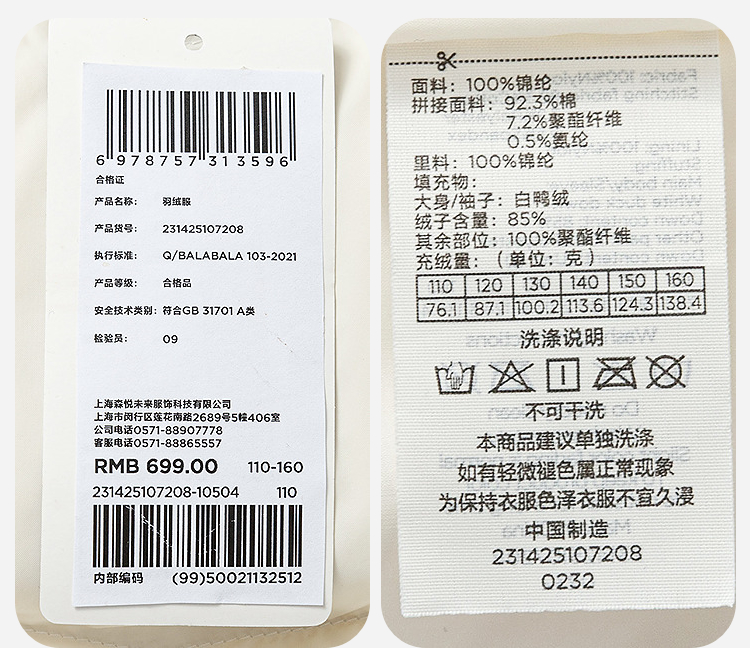 6 978757 313596
合格证
产品名称: 羽绒服
产品货号: 231425107208
执行标准: Q/BALABALA 103-2021
产品等级: 合格品
安全技术类别: 符合GB 31701 A类
检验员: 09
上海森悦未来服饰科技有限公司
上海市闵行区莲花南路2689号5幢406室
公司电话0571-88907778
客服电话0571-88865557
RMB 699.00 110-160
231425107208-10504 110
内部编码 (99)50021132512
面料: 100%锦纶
拼接面料: 92.3%棉
7.2%聚酯纤维
0.5%氨纶
里料: 100%锦纶
填充物:
大身/袖子: 白鸭绒
绒子含量: 85%
其余部位: 100%聚酯纤维
充绒量: (单位: 克)
110 120 130 140 150 160
76.1 87.1 100.2 113.6 124.3 138.4
洗涤说明
不可干洗
本商品建议单独洗涤
如有轻微褪色属正常现象
为保持衣服色泽衣服不宜久浸
中国制造
231425107208
0232